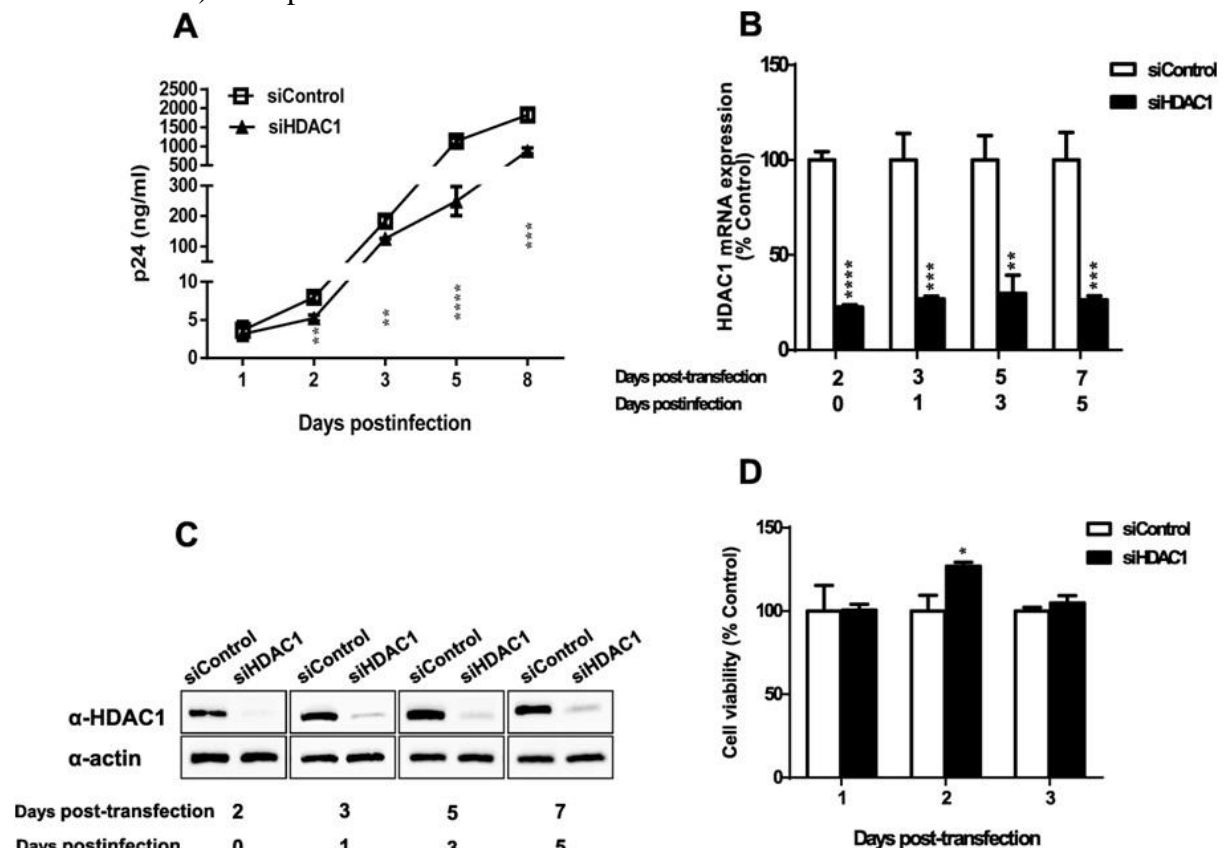 A
2500
2000
1500
1000
500
300
200
100
10
5
0
p24 (ng/ml)
siControl
siHDAC1
**
**
****
***
1 2 3 5 8
Days postinfection
B
150
100
50
0
HDAC1 mRNA expression
(% Control)
siControl
siHDAC1
****
***
**
***
Days post-transfection 2 3 5 7
Days postinfection 0 1 3 5
C
siControl siHDAC1 siControl siHDAC1 siControl siHDAC1 siControl siHDAC1
α-HDAC1
α-actin
Days post-transfection 2 3 5 7
Days postinfection 0 1 3 5
D
150
100
50
0
Cell viability (% Control)
siControl
siHDAC1
*
1 2 3
Days post-transfection